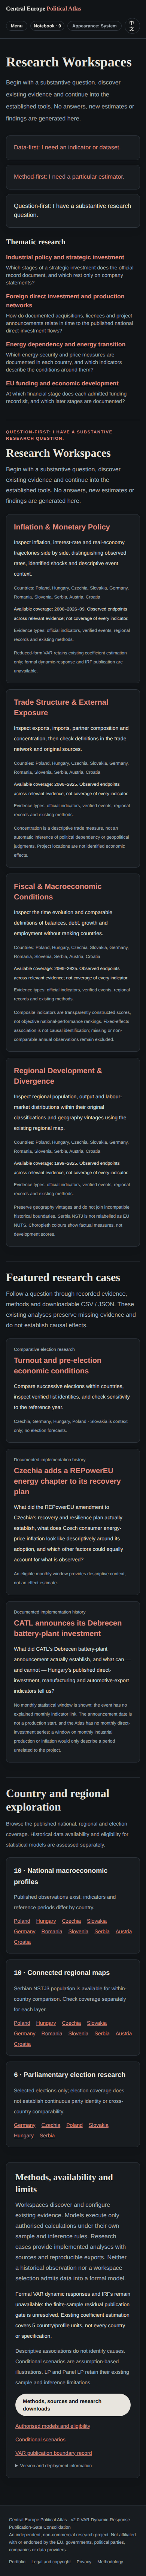 Central Europe Political Atlas
Menu
Notebook · 0
Appearance: System
中
文
Research Workspaces
Begin with a substantive question, discover
existing evidence and continue into the
established tools. No answers, new estimates or
findings are generated here.
Data-first: I need an indicator or dataset.
Method-first: I need a particular estimator.
Question-first: I have a substantive research
question.
Thematic research
Industrial policy and strategic investment
Which stages of a strategic investment does the official
record document, and which rest only on company
statements?
Foreign direct investment and production
networks
How do documented acquisitions, licences and project
announcements relate in time to the published national
direct-investment flows?
Energy dependency and energy transition
Which energy-security and price measures are
documented in each country, and which indicators
describe the conditions around them?
EU funding and economic development
At which financial stage does each admitted funding
record sit, and which later stages are documented?
QUESTION-FIRST: I HAVE A SUBSTANTIVE
RESEARCH QUESTION.
Research Workspaces
Begin with a substantive question, discover
existing evidence and continue into the
established tools. No answers, new estimates or
findings are generated here.
Inflation & Monetary Policy
Inspect inflation, interest-rate and real-economy
trajectories side by side, distinguishing observed
rates, identified shocks and descriptive event
context.
Countries: Poland, Hungary, Czechia, Slovakia, Germany,
Romania, Slovenia, Serbia, Austria, Croatia
Available coverage: 2000–2026-06. Observed endpoints
across relevant evidence; not coverage of every indicator
Evidence types: official indicators, verified events, regional
records and existing methods.
Reduced-form VAR retains existing coefficient estimation
only; formal dynamic response and IRF publication are
unavailable.
Trade Structure & External
Exposure
Inspect exports, imports, partner composition and
concentration, then check definitions in the trade
network and original sources.
Countries: Poland, Hungary, Czechia, Slovakia, Germany,
Romania, Slovenia, Serbia, Austria, Croatia
Available coverage: 2000–2025. Observed endpoints
across relevant evidence; not coverage of every indicator
Evidence types: official indicators, verified events, regional
records and existing methods.
Concentration is a descriptive trade measure, not an
automatic inference of political dependency or geopolitical
judgments. Project locations are not identified economic
effects.
Fiscal & Macroeconomic
Conditions
Inspect the time evolution and comparable
definitions of balances, debt, growth and
employment without ranking countries.
Countries: Poland, Hungary, Czechia, Slovakia, Germany,
Romania, Slovenia, Serbia, Austria, Croatia
Available coverage: 2000–2025. Observed endpoints
across relevant evidence; not coverage of every indicator
Evidence types: official indicators, verified events, regional
records and existing methods.
Composite indicators are transparently constructed scores,
not objective national performance rankings. Fixed-effects
association is not causal identification; missing or non-
comparable annual observations remain excluded.
Regional Development &
Divergence
Inspect regional population, output and labour-
market distributions within their original
classifications and geography vintages using the
existing regional map.
Countries: Poland, Hungary, Czechia, Slovakia, Germany,
Romania, Slovenia, Serbia, Austria, Croatia
Available coverage: 1990–2025. Observed endpoints
across relevant evidence; not coverage of every indicator
Evidence types: official indicators, verified events, regional
records and existing methods.
Preserve geography vintages and do not join incompatible
historical boundaries. Serbia NSTJ is not relabelled as EU
NUTS. Choropleth colours show factual measures, not
development scores.
Featured research cases
Follow a question through recorded evidence,
methods and downloadable CSV / JSON. These
existing analyses preserve missing evidence and
do not establish causal effects.
Comparative election research
Turnout and pre-election
economic conditions
Compare successive elections within countries,
inspect verified list identities, and check sensitivity
to the reference year.
Czechia, Germany, Hungary, Poland · Slovakia is context
only; no election forecasts.
Documented implementation history
Czechia adds a REPowerEU
energy chapter to its recovery
plan
What did the REPowerEU amendment to
Czechia's recovery and resilience plan actually
establish, what does Czech consumer energy-
price inflation look like descriptively around its
adoption, and which other factors could equally
account for what is observed?
An eligible monthly window provides descriptive context,
not an effect estimate.
Documented implementation history
CATL announces its Debrecen
battery-plant investment
What did CATL's Debrecen battery-plant
announcement actually establish, and what can —
and cannot — Hungary's published direct-
investment, manufacturing and automotive-export
indicators tell us?
No monthly statistical window is shown: the event has no
explained monthly indicator link. The announcement date is
not a production start, and the Atlas has no monthly direct-
investment series; a window on monthly industrial
production or inflation would only describe a period
unrelated to the project.
Country and regional
exploration
Browse the published national, regional and election
coverage. Historical data availability and eligibility for
statistical models are assessed separately.
10 · National macroeconomic
profiles
Published observations exist; indicators and
reference periods differ by country.
Poland Hungary Czechia Slovakia
Germany Romania Slovenia Serbia Austria
Croatia
10 · Connected regional maps
Serbian NSTJ3 population is available for within-
country comparison. Check coverage separately
for each layer.
Poland Hungary Czechia Slovakia
Germany Romania Slovenia Serbia Austria
Croatia
6 · Parliamentary election research
Selected elections only; election coverage does
not establish continuous party identity or cross-
country comparability.
Germany Czechia Poland Slovakia
Hungary Serbia
Methods, availability and
limits
Workspaces discover and configure
existing evidence. Models execute only
authorised calculations under their own
sample and inference rules. Research
cases provide implemented analyses with
sources and reproducible exports. Neither
a historical observation nor a workspace
selection admits data into a formal model.
Formal VAR dynamic responses and IRFs remain
unavailable: the finite-sample residual publication
gate is unresolved. Existing coefficient estimation
covers 5 county/profile units, not every country
or specification.
Descriptive associations do not identify causes.
Conditional scenarios are assumption-based
illustrations. LP and Panel LP retain their existing
sample and inference limitations.
Methods, sources and research
downloads
Authorised models and eligibility
Conditional scenarios
VAR publication boundary record
▸ Version and deployment information
Central Europe Political Atlas · v2.0 VAR Dynamic-Response
Publication-Gate Consolidation
An independent, non-commercial research project. Not affiliated
with or endorsed by the EU, governments, political parties,
companies or data providers.
Portfolio Legal and copyright Privacy Methodology